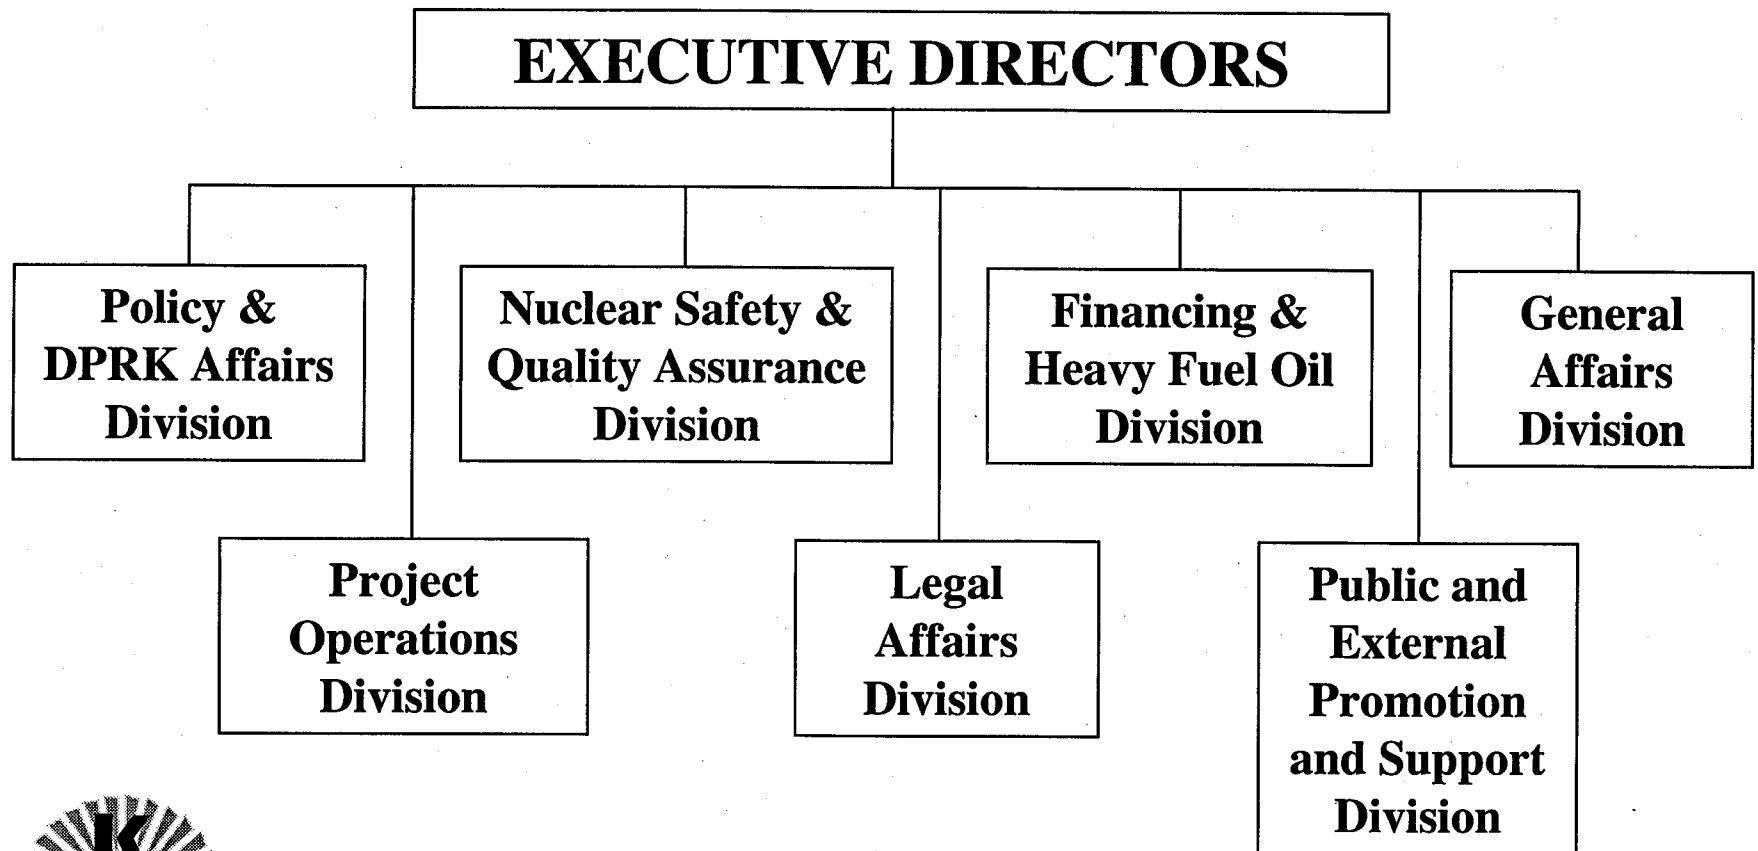 EXECUTIVE DIRECTORS
Policy &
DPRK Affairs
Division
Nuclear Safety &
Quality Assurance
Division
Financing &
Heavy Fuel Oil
Division
General
Affairs
Division
Project
Operations
Division
Legal
Affairs
Division
Public and
External
Promotion
and Support
Division
K